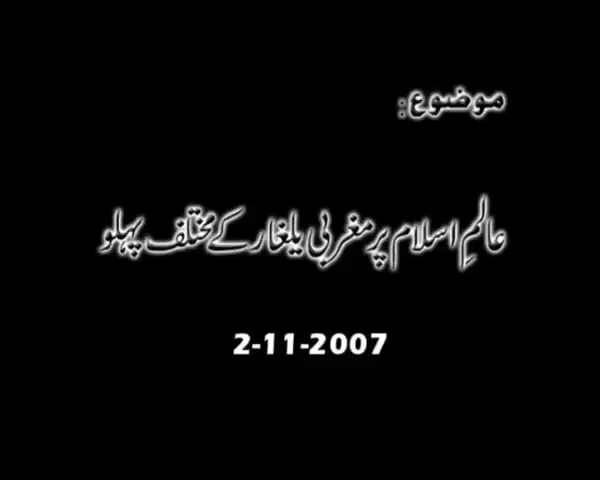 موضوع:
عالمِ اسلام پر مغربی یلغار کے مختلف پہلو
2-11-2007